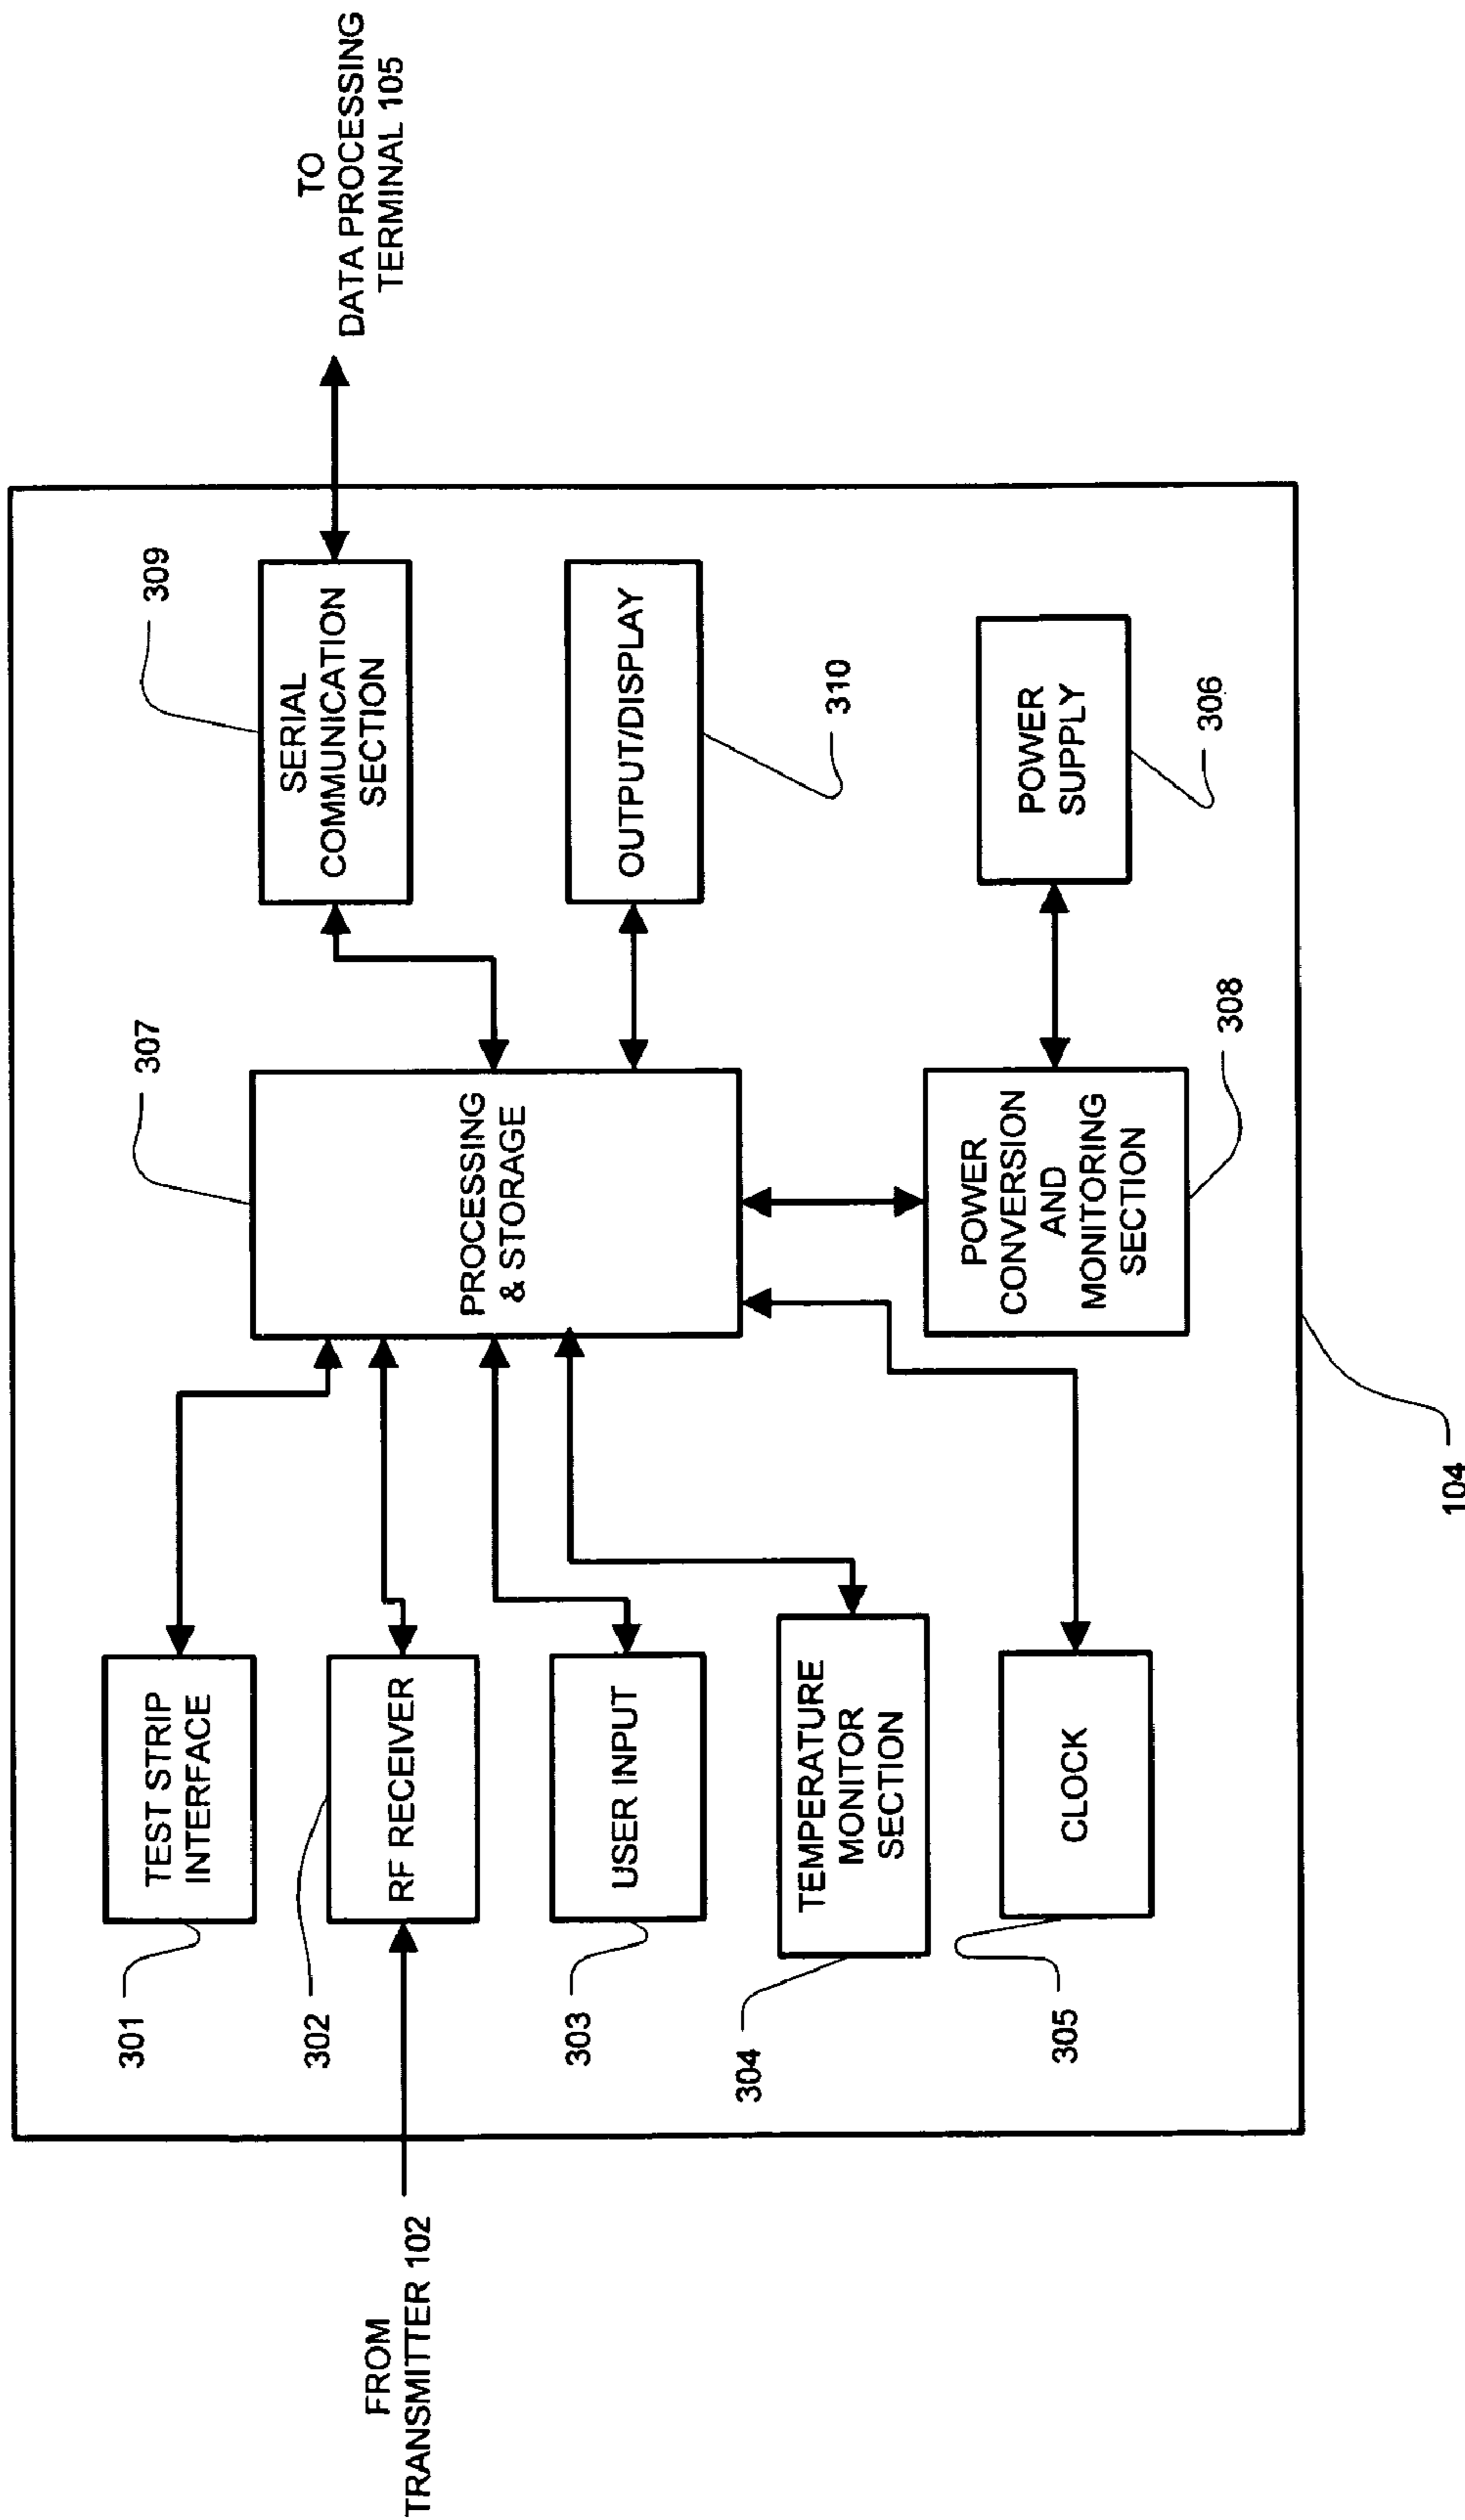 FROM
TRANSMITTER 102
301
TEST STRIP
INTERFACE
302
RF RECEIVER
303
USER INPUT
304
TEMPERATURE
MONITOR
SECTION
305
CLOCK
307
PROCESSING
& STORAGE
POWER
CONVERSION
AND
MONITORING
SECTION
308
309
SERIAL
COMMUNICATION
SECTION
OUTPUT/DISPLAY
310
POWER
SUPPLY
306
TO
DATA PROCESSING
TERMINAL 105
104